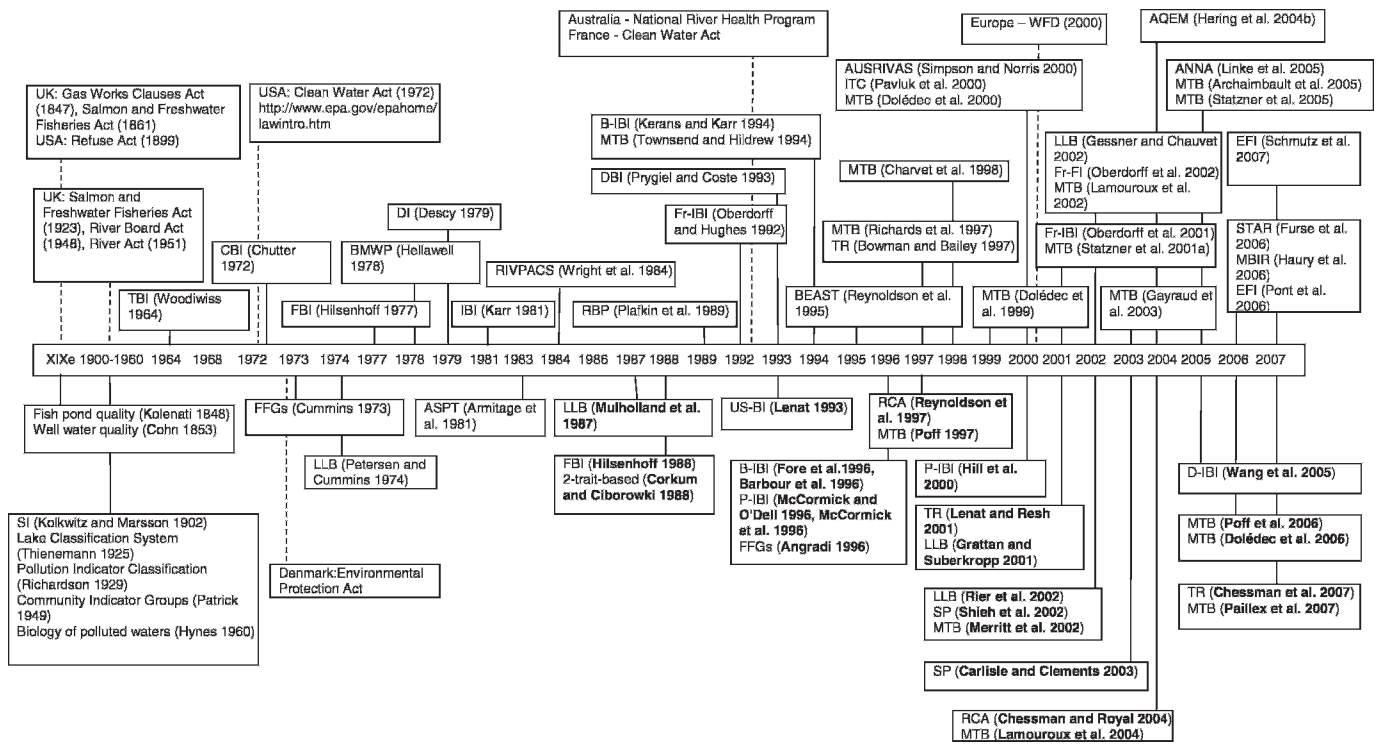 Australia - National River Health Program
France - Clean Water Act
Europe – WFD (2000)
AQEM (Hering et al. 2004b)
UK: Gas Works Clauses Act
(1847), Salmon and Freshwater
Fisheries Act (1861)
USA: Refuse Act (1899)
USA: Clean Water Act (1972)
http://www.epa.gov/epahome/
lawintro.htm
AUSRIVAS (Simpson and Norris 2000)
ITC (Pavluk et al. 2000)
MTB (Dolédec et al. 2000)
ANNA (Linke et al. 2005)
MTB (Archaimbault et al. 2005)
MTB (Statzner et al. 2005)
B-IBI (Kerans and Karr 1994)
MTB (Townsend and Hildrew 1994)
LLB (Gessner and Chauvet
2002)
Fr-FI (Oberdorff et al. 2002)
MTB (Lamouroux et al.
2002)
EFI (Schmutz et al.
2007)
DBI (Prygiel and Coste 1993)
MTB (Charvet et al. 1998)
UK: Salmon and
Freshwater Fisheries Act
(1923), River Board Act
(1948), River Act (1951)
DI (Descy 1979)
Fr-IBI (Oberdorff
and Hughes 1992)
MTB (Richards et al. 1997)
TR (Bowman and Bailey 1997)
Fr-IBI (Oberdorff et al. 2001)
MTB (Statzner et al. 2001a)
STAR (Furse et al.
2006)
MBIR (Haury et al.
2006)
EFI (Pont et al.
2006)
CBI (Chutter
1972)
BMWP (Hellawell
1978)
RIVPACS (Wright et al. 1984)
TBI (Woodiwiss
1964)
FBI (Hilsenhoff 1977)
IBI (Karr 1981)
RBP (Plafkin et al. 1989)
BEAST (Reynoldson et al.
1995)
MTB (Dolédec et al.
1999)
MTB (Gayraud et
al. 2003)
XIXe 1900-1960 1964 1968 1972 1973 1974 1977 1978 1979 1981 1983 1984 1986 1987 1988 1989 1992 1993 1994 1995 1996 1997 1998 1999 2000 2001 2002 2003 2004 2005 2006 2007
Fish pond quality (Kolenati 1848)
Well water quality (Cohn 1853)
FFGs (Cummins 1973)
ASPT (Armitage et
al. 1981)
LLB (Mulholland et al.
1987)
US-BI (Lenat 1993)
RCA (Reynoldson et
al. 1997)
MTB (Poff 1997)
LLB (Petersen and
Cummins 1974)
FBI (Hilsenhoff 1988)
2-trait-based (Corkum
and Ciborowki 1988)
B-IBI (Fore et al.1996,
Barbour et al. 1996)
P-IBI (McCormick and
O'Dell 1996, McCormick
et al. 1996)
FFGs (Angradi 1996)
P-IBI (Hill et al.
2000)
D-IBI (Wang et al. 2005)
SI (Kolkwitz and Marsson 1902)
Lake Classification System
(Thienemann 1925)
Pollution Indicator Classification
(Richardson 1929)
Community Indicator Groups (Patrick
1949)
Biology of polluted waters (Hynes 1960)
TR (Lenat and Resh
2001)
LLB (Grattan and
Suberkropp 2001)
MTB (Poff et al. 2006)
MTB (Dolédec et al. 2006)
Denmark:Environmental
Protection Act
LLB (Rier et al. 2002)
SP (Shieh et al. 2002)
MTB (Merritt et al. 2002)
TR (Chessman et al. 2007)
MTB (Paillex et al. 2007)
SP (Carlisle and Clements 2003)
RCA (Chessman and Royal 2004)
MTB (Lamouroux et al. 2004)